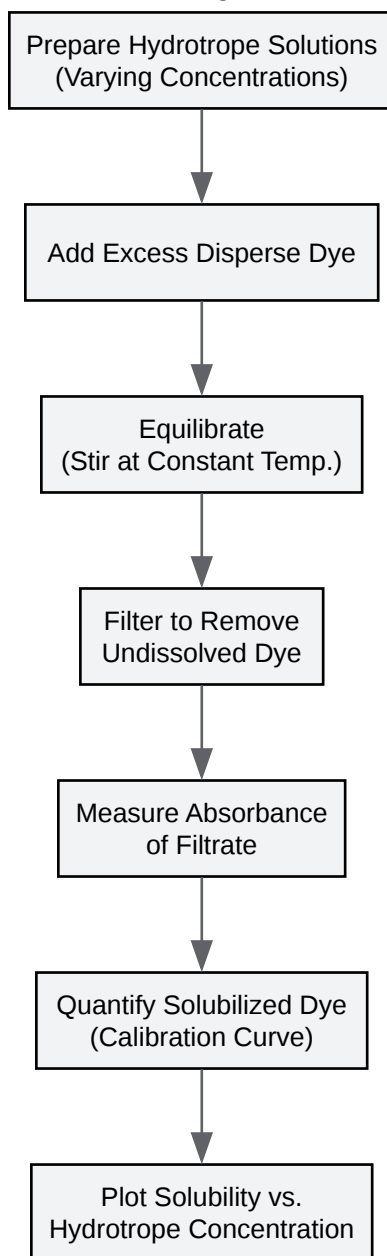 Prepare Hydrotrope Solutions
(Varying Concentrations)
Add Excess Disperse Dye
Equilibrate
(Stir at Constant Temp.)
Filter to Remove
Undissolved Dye
Measure Absorbance
of Filtrate
Quantify Solubilized Dye
(Calibration Curve)
Plot Solubility vs.
Hydrotrope Concentration